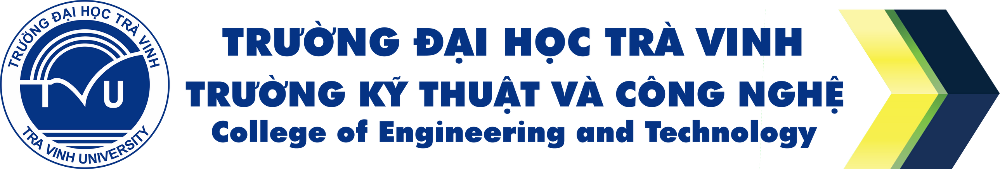 TRƯỜNG ĐẠI HỌC TRÀ VINH
TVU
TRA VINH UNIVERSITY
TRƯỜNG ĐẠI HỌC TRÀ VINH
TRƯỜNG KỸ THUẬT VÀ CÔNG NGHỆ
College of Engineering and Technology